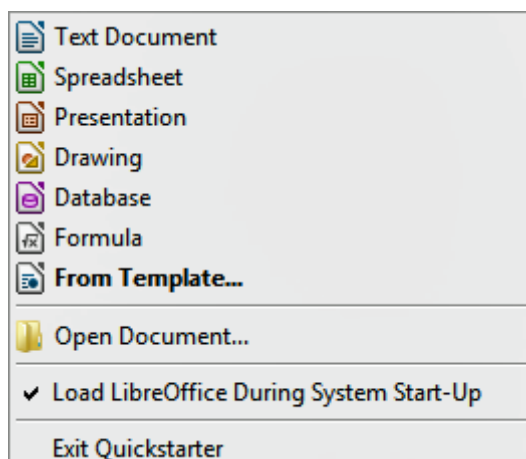 Text Document
Spreadsheet
Presentation
Drawing
Database
Formula
From Template...
Open Document...
Load LibreOffice During System Start-Up
Exit Quickstarter